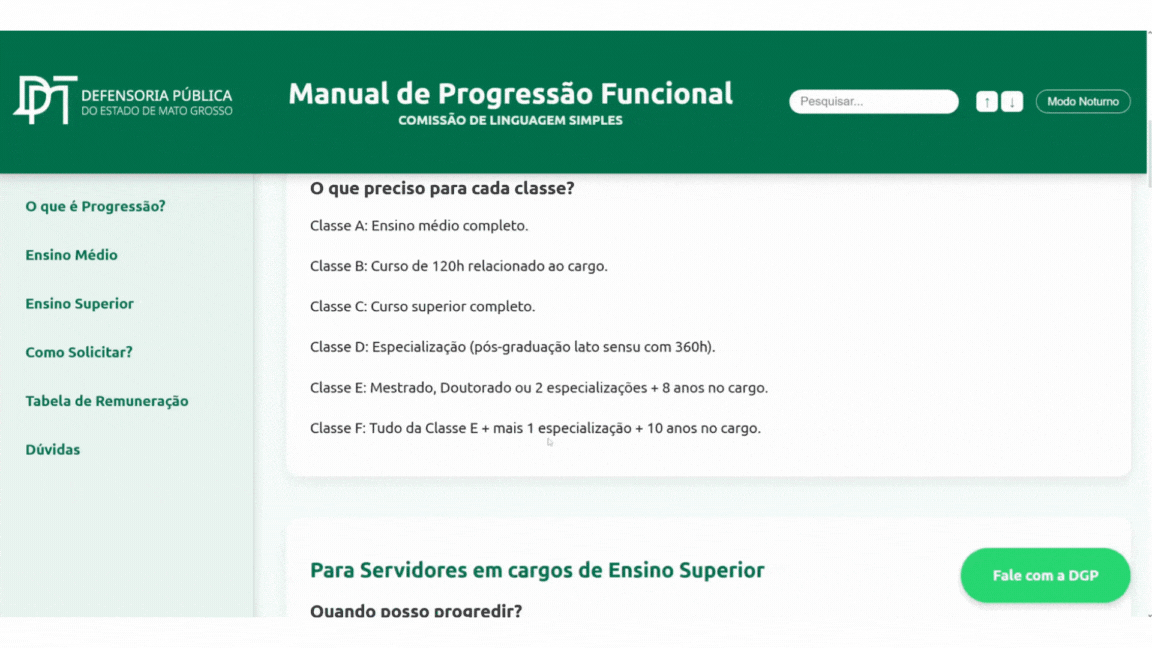 DEFENSORIA PÚBLICA
DO ESTADO DE MATO GROSSO
Manual de Progressão Funcional
COMISSÃO DE LINGUAGEM SIMPLES
Pesquisar...
↑ ↓
Modo Noturno
O que é Progressão?
Ensino Médio
Ensino Superior
Como Solicitar?
Tabela de Remuneração
Dúvidas
O que preciso para cada classe?
Classe A: Ensino médio completo.
Classe B: Curso de 120h relacionado ao cargo.
Classe C: Curso superior completo.
Classe D: Especialização (pós-graduação lato sensu com 360h).
Classe E: Mestrado, Doutorado ou 2 especializações + 8 anos no cargo.
Classe F: Tudo da Classe E + mais 1 especialização + 10 anos no cargo.
Para Servidores em cargos de Ensino Superior
Quando posso progredir?
Fale com a DGP